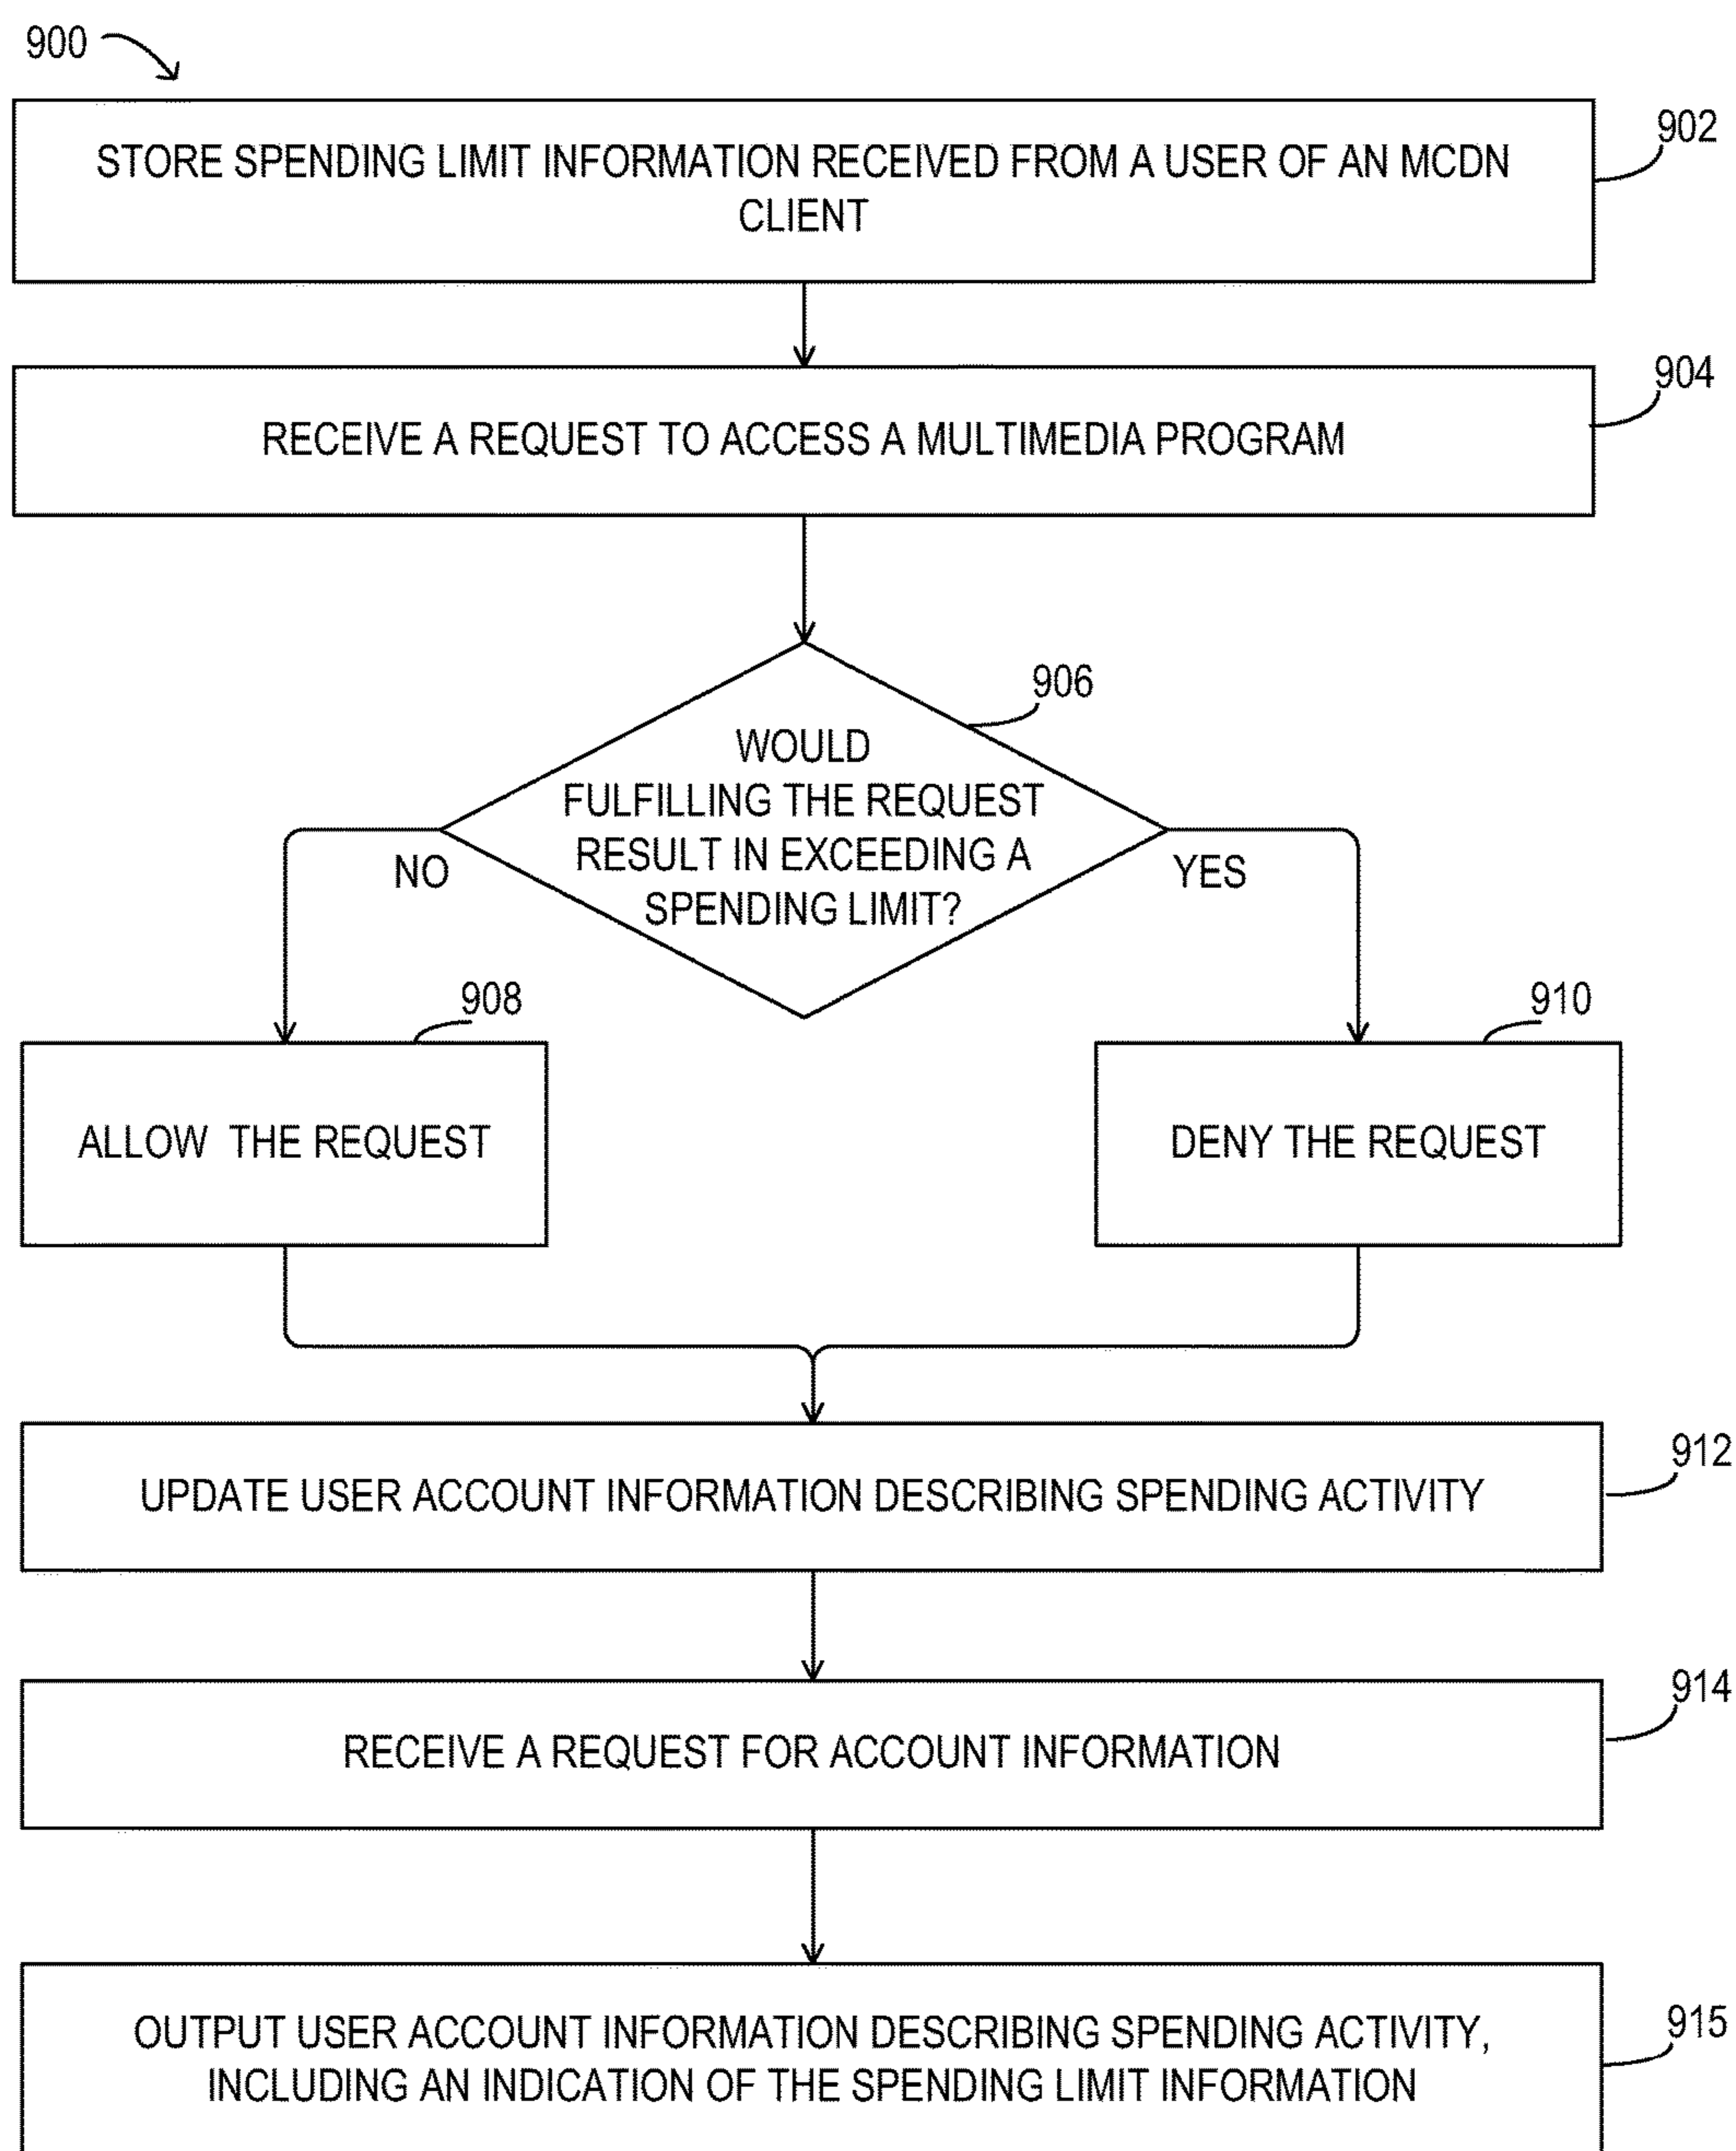 900
902
STORE SPENDING LIMIT INFORMATION RECEIVED FROM A USER OF AN MCDN
CLIENT
904
RECEIVE A REQUEST TO ACCESS A MULTIMEDIA PROGRAM
906
WOULD
FULFILLING THE REQUEST
RESULT IN EXCEEDING A
SPENDING LIMIT?
NO
YES
908
910
ALLOW THE REQUEST
DENY THE REQUEST
912
UPDATE USER ACCOUNT INFORMATION DESCRIBING SPENDING ACTIVITY
914
RECEIVE A REQUEST FOR ACCOUNT INFORMATION
915
OUTPUT USER ACCOUNT INFORMATION DESCRIBING SPENDING ACTIVITY,
INCLUDING AN INDICATION OF THE SPENDING LIMIT INFORMATION